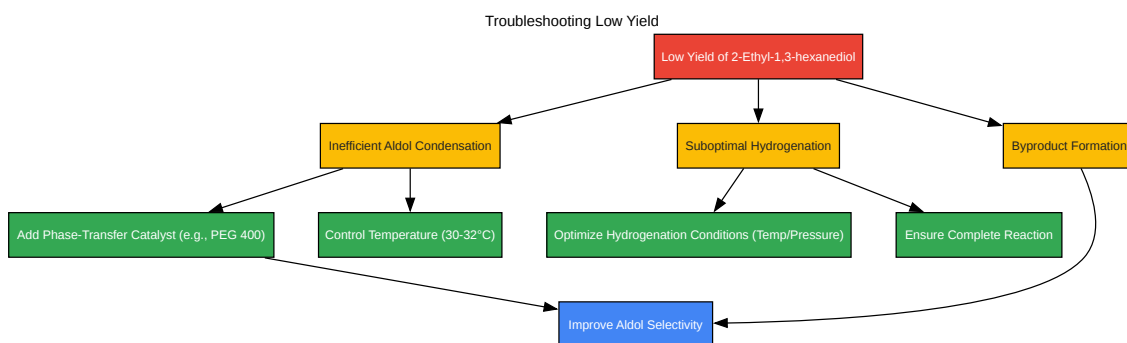 Troubleshooting Low Yield
Low Yield of 2-Ethyl-1,3-hexanediol
Inefficient Aldol Condensation
Suboptimal Hydrogenation
Byproduct Formation
Add Phase-Transfer Catalyst (e.g., PEG 400)
Control Temperature (30-32°C)
Optimize Hydrogenation Conditions (Temp/Pressure)
Ensure Complete Reaction
Improve Aldol Selectivity